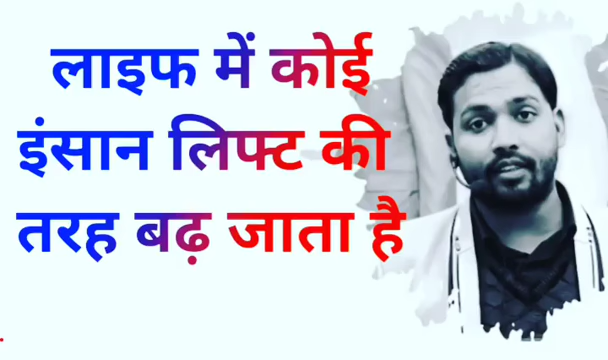 लाइफ में कोई
इंसान लिफ्ट की
तरह बढ़ जाता है